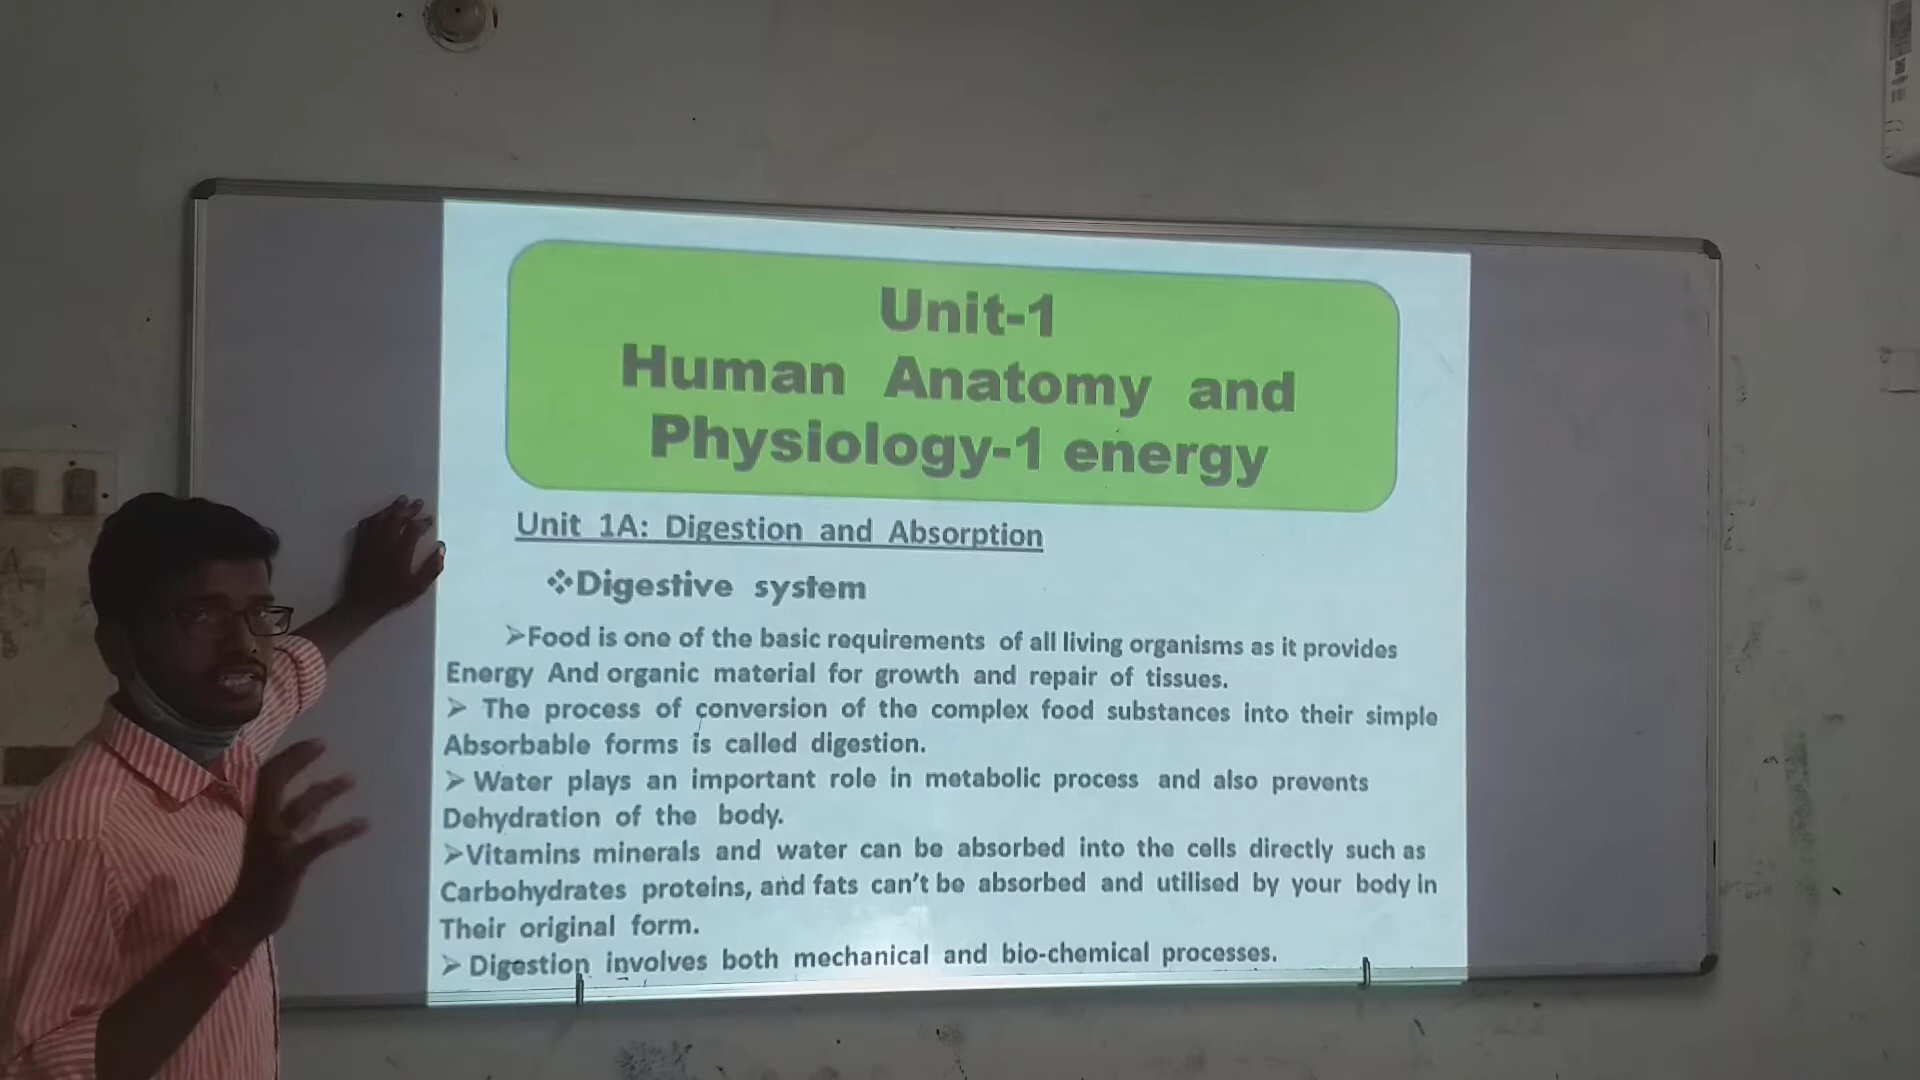 Unit-1
Human Anatomy and
Physiology-1 energy
Unit 1A: Digestion and Absorption
❖Digestive system
➢Food is one of the basic requirements of all living organisms as it provides
Energy And organic material for growth and repair of tissues.
➢ The process of conversion of the complex food substances into their simple
Absorbable forms is called digestion.
➢ Water plays an important role in metabolic process and also prevents
Dehydration of the body.
➢Vitamins minerals and water can be absorbed into the cells directly such as
Carbohydrates proteins, and fats can't be absorbed and utilised by your body in
Their original form.
➢ Digestion involves both mechanical and bio-chemical processes.